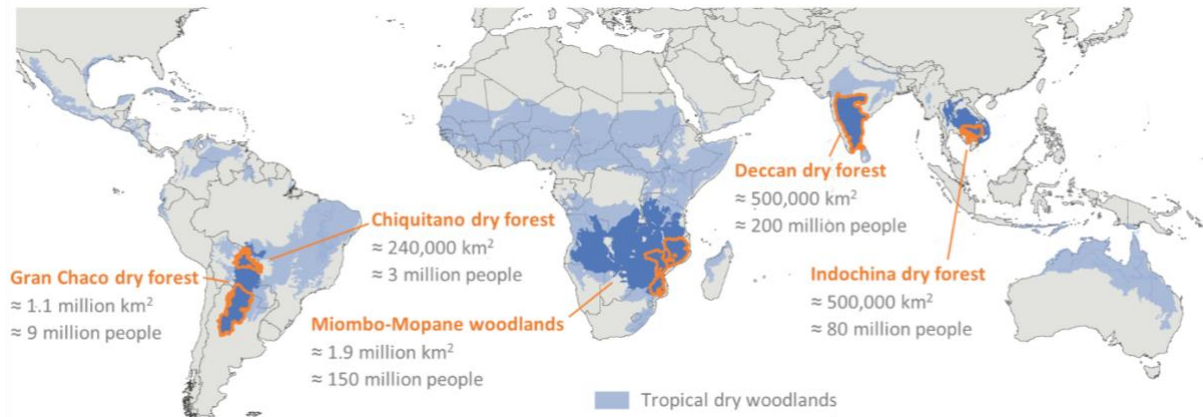 Deccan dry forest
≈ 500,000 km²
≈ 200 million people
Chiquitano dry forest
≈ 240,000 km²
≈ 3 million people
Gran Chaco dry forest
≈ 1.1 million km²
≈ 9 million people
Indochina dry forest
≈ 500,000 km²
≈ 80 million people
Miombo-Mopane woodlands
≈ 1.9 million km²
≈ 150 million people
Tropical dry woodlands